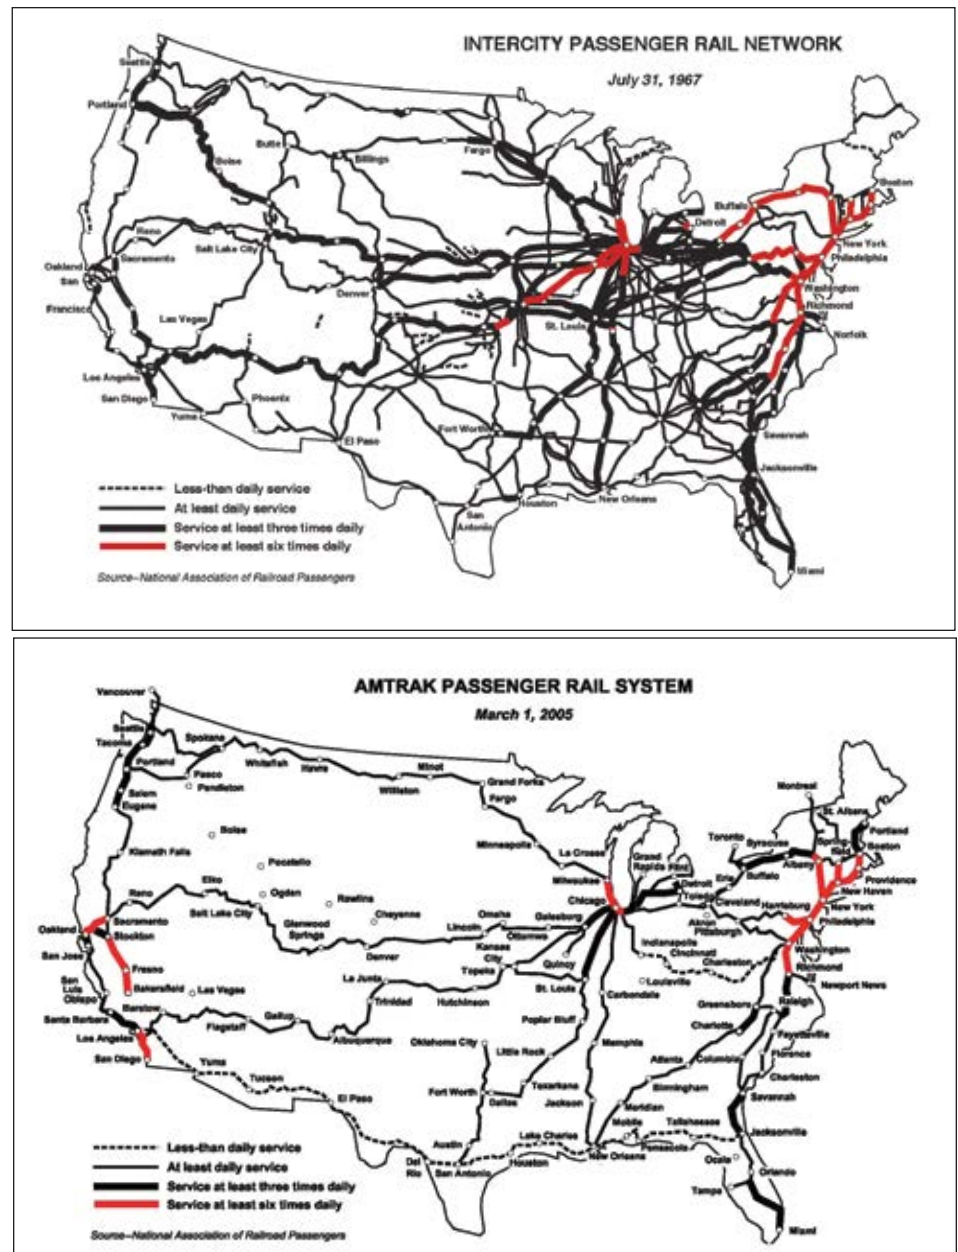 INTERCITY PASSENGER RAIL NETWORK
July 31, 1967
Seattle
Portland
Butte
Billings
Fargo
Boise
Boston
Buffalo
Detroit
Reno
Salt Lake City
New York
Philadelphia
Sacramento
Oakland
San
Francisco
Denver
Washington
Richmond
Las Vegas
St. Louis
Norfolk
Los Angeles
San Diego
Phoenix
Yuma
Fort Worth
Savannah
El Paso
Jacksonville
Less-than daily service
At least daily service
Service at least three times daily
Service at least six times daily
San
Antonio
Houston
New Orleans
Miami
Source--National Association of Railroad Passengers
AMTRAK PASSENGER RAIL SYSTEM
March 1, 2005
Vancouver
Seattle
Tacoma
Spokane
Portland
Whitefish
Havre
Minot
Pasco
Pendleton
Williston
Grand Forks
Montreal
Salem
Eugene
Fargo
St. Albans
Boise
Toronto
Syracuse
Spring-
field
Portland
Boston
Klamath Falls
Minneapolis
La Crosse
Grand
Rapids
Flint
Albany
Pocatello
Milwaukee
Detroit
Erie
Buffalo
Providence
Reno
Elko
Ogden
Rawlins
Chicago
Toledo
Cleveland
Harrisburg
New Haven
Salt Lake City
Cheyenne
Omaha
Galesburg
Akron
Pittsburgh
New York
Philadelphia
Sacramento
Oakland
Stockton
Glenwood
Springs
Lincoln
Ottumwa
Indianapolis
Cincinnati
Washington
San Jose
Denver
Kansas
City
Quincy
Charleston
Richmond
Fresno
La Junta
Topeka
St. Louis
Louisville
Newport News
San
Luis
Obispo
Bakersfield
Las Vegas
Trinidad
Hutchinson
Carbondale
Greensboro
Raleigh
Santa Barbara
Barstow
Flagstaff
Gallup
Poplar Bluff
Charlotte
Fayetteville
Los Angeles
Albuquerque
Oklahoma City
Little Rock
Memphis
Atlanta
Columbia
Florence
San Diego
Yuma
Tucson
Birmingham
Charleston
El Paso
Fort Worth
Dallas
Texarkana
Jackson
Meridian
Savannah
Austin
Lake Charles
Mobile
Tallahassee
Jacksonville
Less-than daily service
At least daily service
Service at least three times daily
Service at least six times daily
Del
Rio
San Antonio
Houston
New Orleans
Pensacola
Ocala
Orlando
Tampa
Miami
Source--National Association of Railroad Passengers